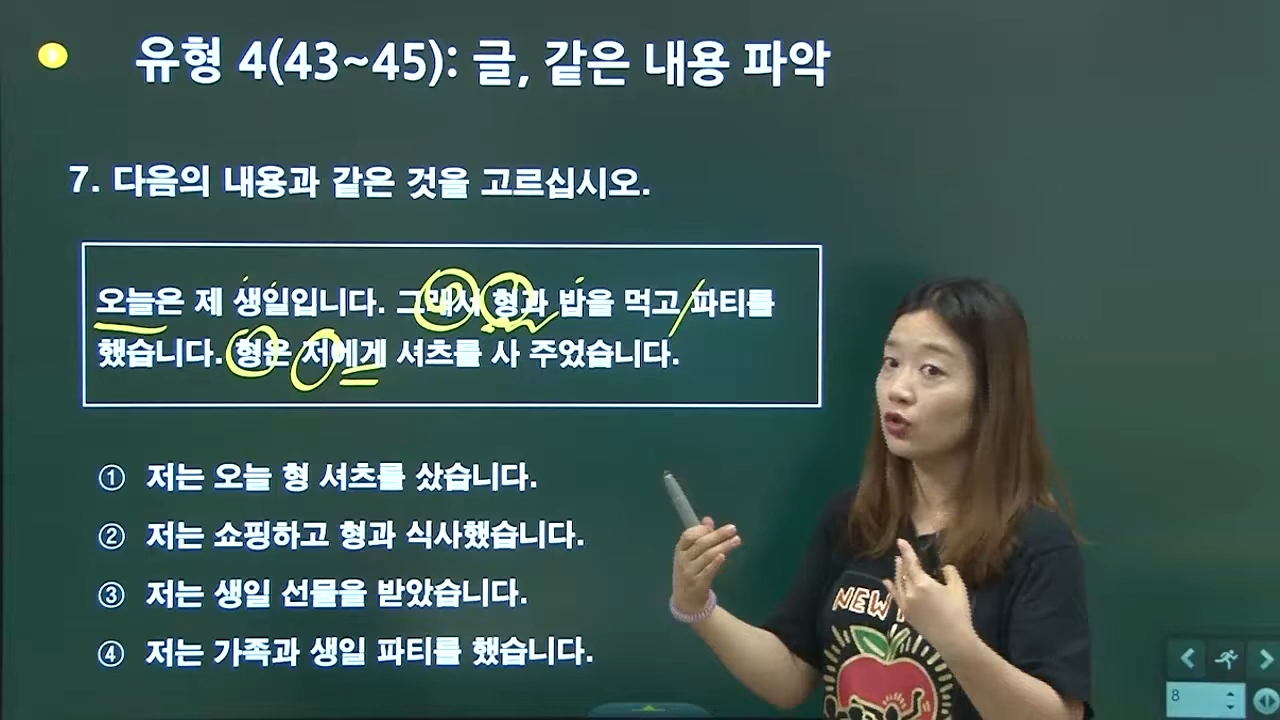 유형 4(43~45): 글, 같은 내용 파악
7. 다음의 내용과 같은 것을 고르십시오.
오늘은 제 생일입니다. 그래서 형과 밥을 먹고 파티를
했습니다. 형은 저에게 셔츠를 사 주었습니다.
① 저는 오늘 형 셔츠를 샀습니다.
② 저는 쇼핑하고 형과 식사했습니다.
③ 저는 생일 선물을 받았습니다.
④ 저는 가족과 생일 파티를 했습니다.
NEW
8